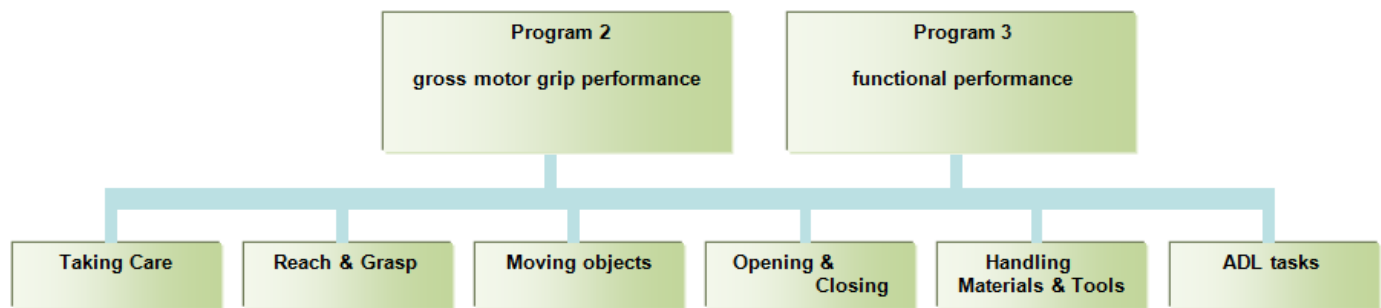 Program 2
gross motor grip performance
Program 3
functional performance
Taking Care
Reach & Grasp
Moving objects
Opening &
Closing
Handling
Materials & Tools
ADL tasks